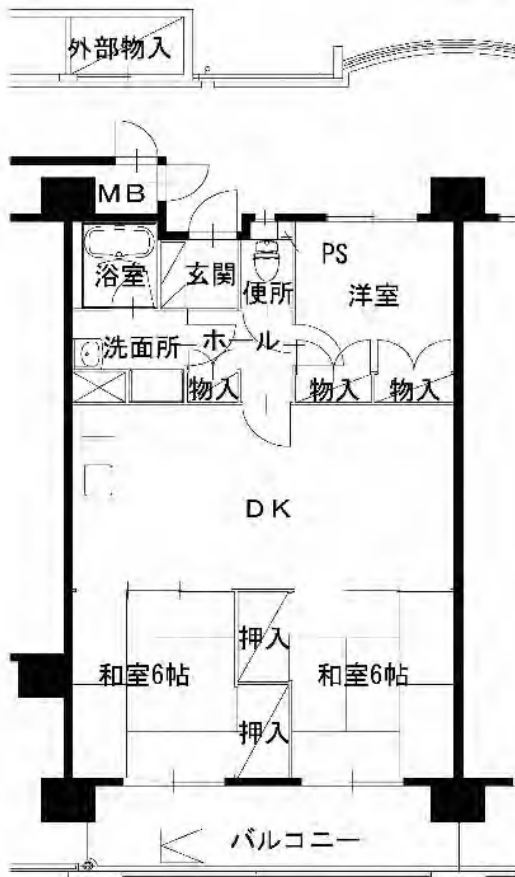 外部物入
MB
浴室
玄関
便所
PS
洋室
洗面所
ホール
物入
物入
物入
DK
押入
和室6帖
和室6帖
押入
バルコニー